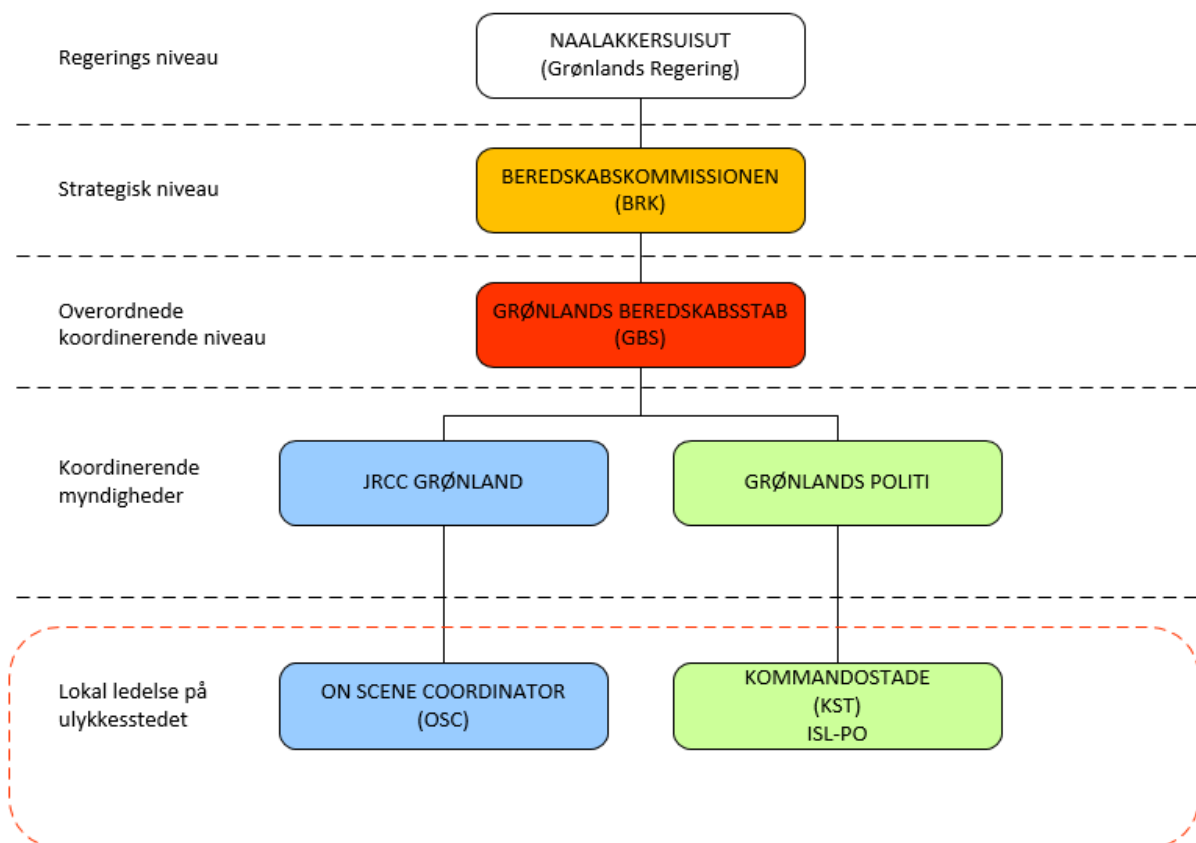 Regerings niveau
NAALAKKERSUISUT
(Grønlands Regering)
Strategisk niveau
BEREDSKABSKOMMISSIONEN
(BRK)
Overordnede
koordinerende niveau
GRØNLANDS BEREDSKABSSTAB
(GBS)
Koordinerende
myndigheder
JRCC GRØNLAND
GRØNLANDS POLITI
Lokal ledelse på
ulykkesstedet
ON SCENE COORDINATOR
(OSC)
KOMMANDOSTADE
(KST)
ISL-PO